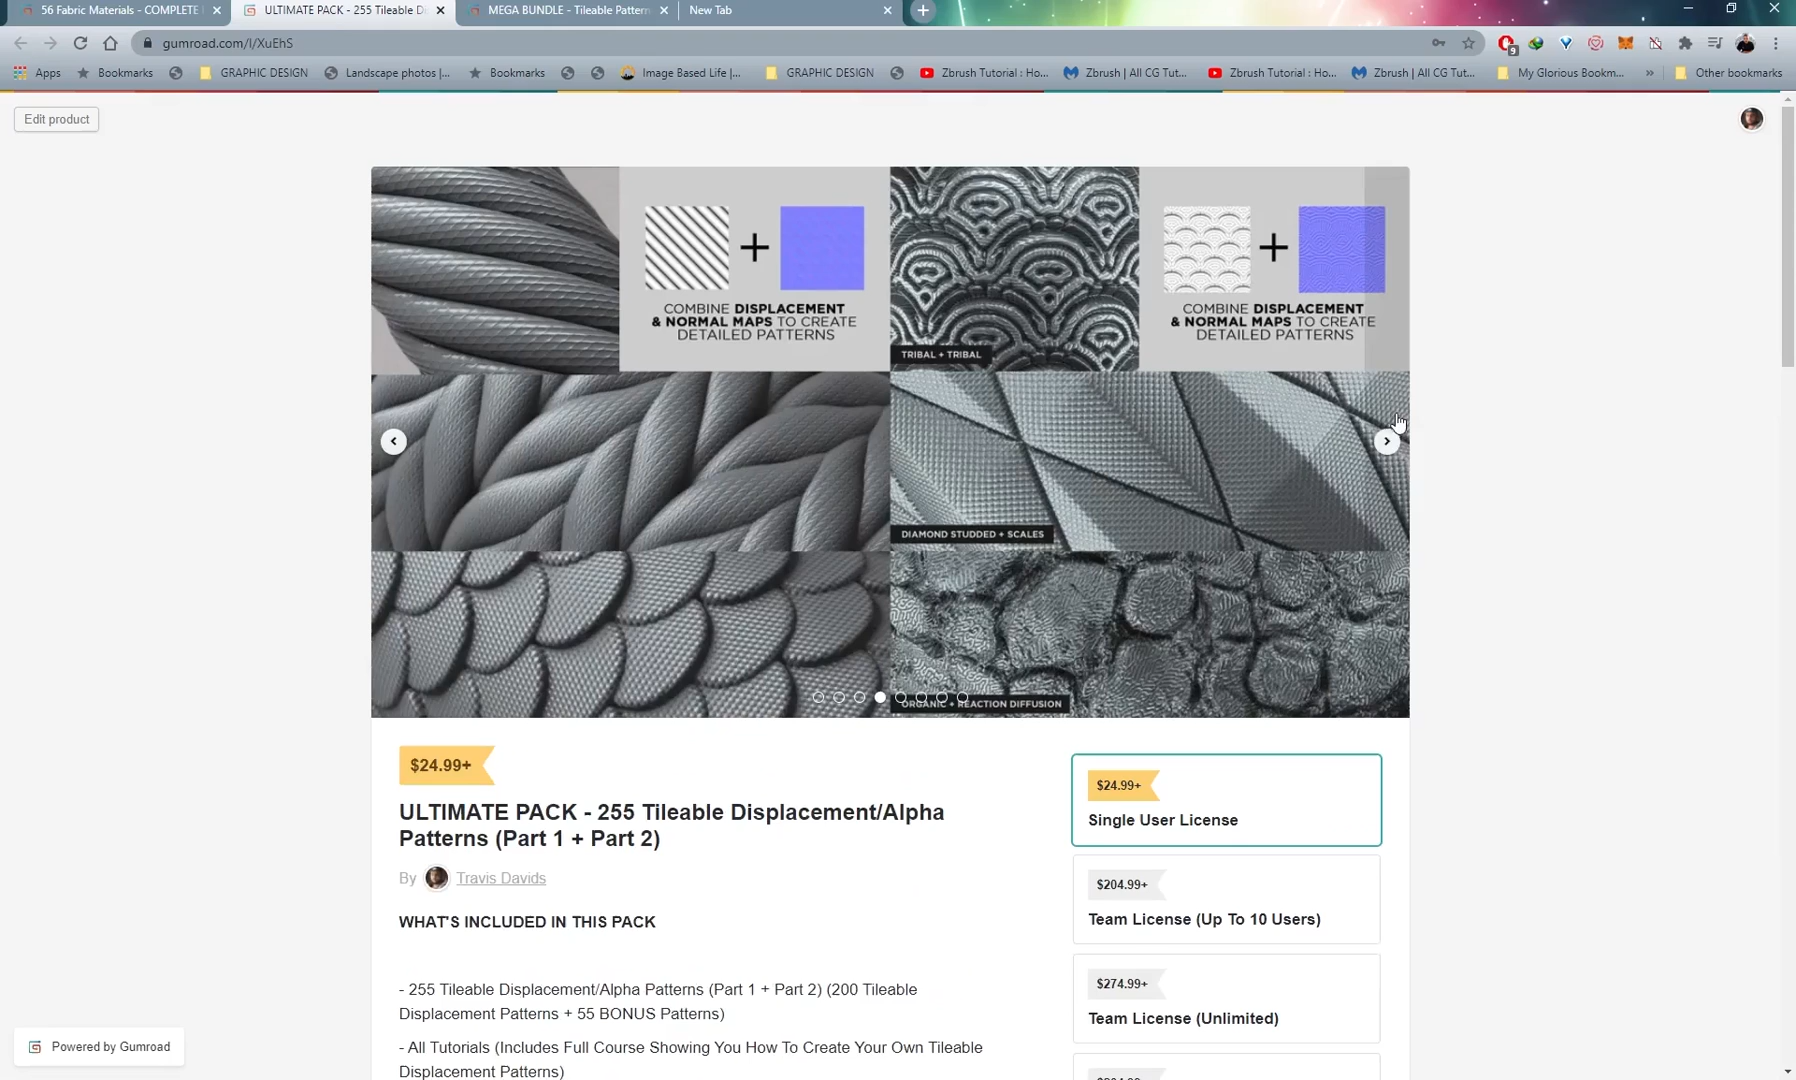 56 Fabric Materials - COMPLETE
ULTIMATE PACK - 255 Tileable Di
MEGA BUNDLE - Tileable Pattern
New Tab
gumroad.com/l/XuEhS
9
Apps
Bookmarks
GRAPHIC DESIGN
Landscape photos |...
Bookmarks
Image Based Life |...
GRAPHIC DESIGN
Zbrush Tutorial : Ho...
Zbrush | All CG Tut...
Zbrush Tutorial : Ho...
Zbrush | All CG Tut...
My Glorious Bookm...
»
Other bookmarks
Edit product
+
COMBINE DISPLACEMENT
& NORMAL MAPS TO CREATE
DETAILED PATTERNS
+
COMBINE DISPLACEMENT
& NORMAL MAPS TO CREATE
DETAILED PATTERNS
TRIBAL + TRIBAL
DIAMOND STUDDED + SCALES
ORGANIC + REACTION DIFFUSION
$24.99+
ULTIMATE PACK - 255 Tileable Displacement/Alpha
Patterns (Part 1 + Part 2)
By Travis Davids
WHAT'S INCLUDED IN THIS PACK
- 255 Tileable Displacement/Alpha Patterns (Part 1 + Part 2) (200 Tileable
Displacement Patterns + 55 BONUS Patterns)
- All Tutorials (Includes Full Course Showing You How To Create Your Own Tileable
Displacement Patterns)
$24.99+
Single User License
$204.99+
Team License (Up To 10 Users)
$274.99+
Team License (Unlimited)
Powered by Gumroad